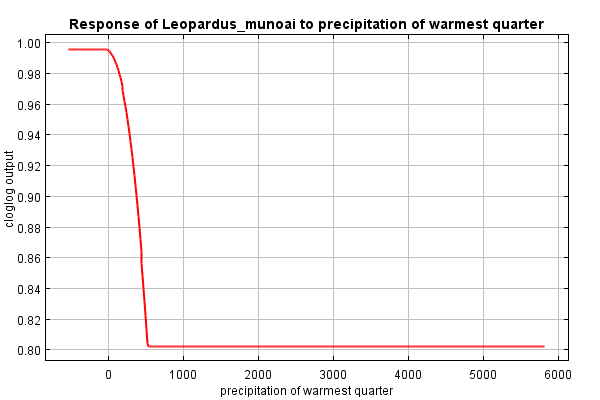 Response of Leopardus_munoai to precipitation of warmest quarter
1.00
0.98
0.96
0.94
0.92
0.90
0.88
0.86
0.84
0.82
0.80
cloglog output
0 1000 2000 3000 4000 5000 6000
precipitation of warmest quarter